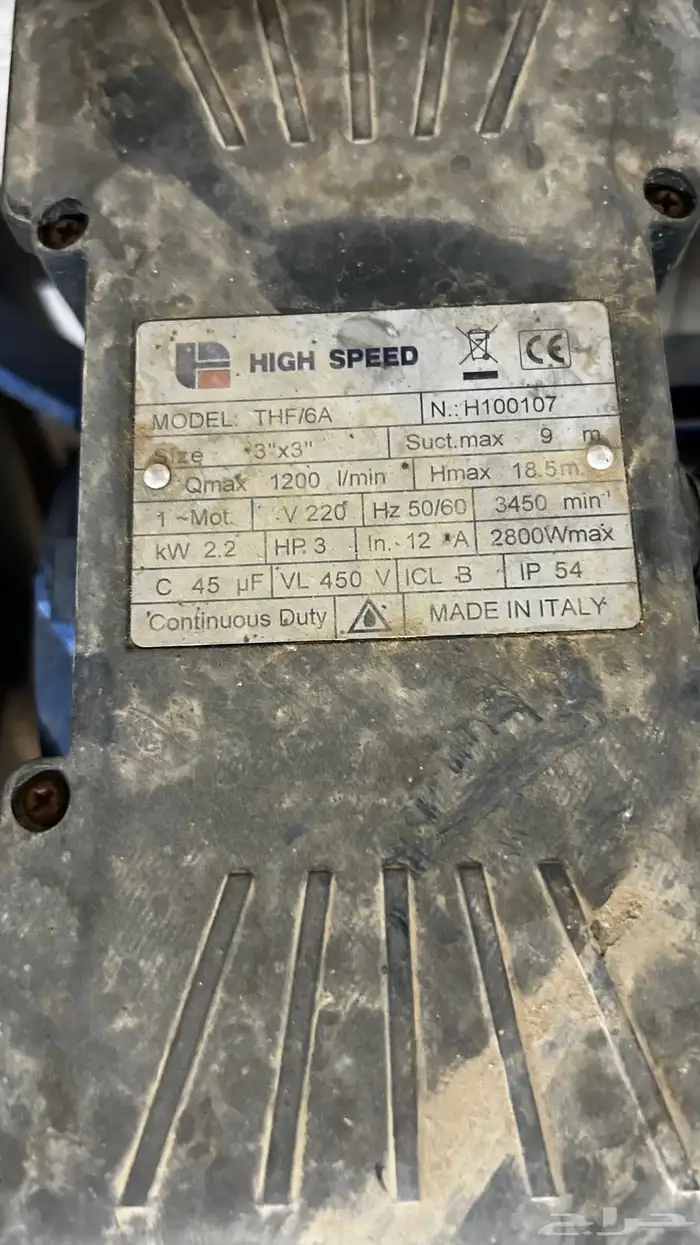 HIGH SPEED CE
MODEL: THF/6A N.: H100107
Size 3"x3" Suct.max 9 m
Qmax 1200 l/min Hmax 18.5m
1 ~Mot. V 220 Hz 50/60 3450 min⁻¹
kW 2.2 HP. 3 In. 12 A 2800Wmax
C 45 µF VL 450 V ICL B IP 54
Continuous Duty MADE IN ITALY
حراج